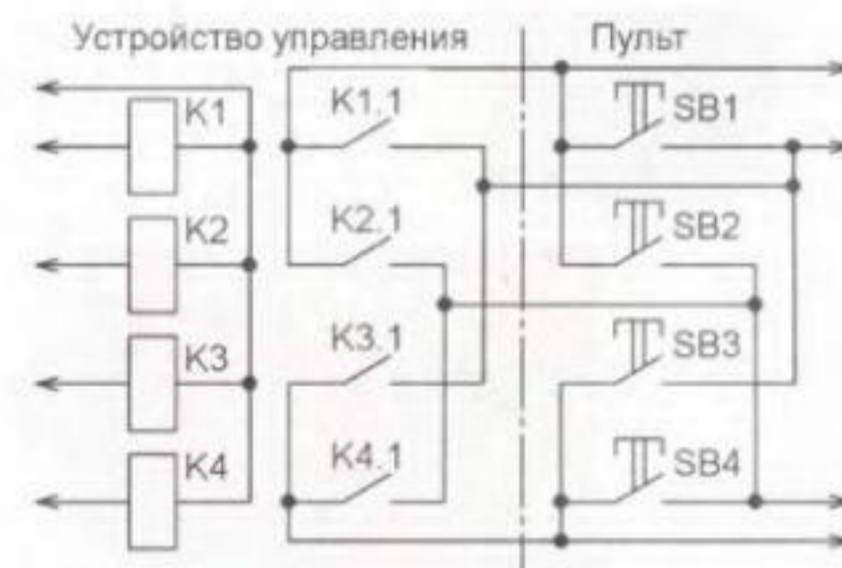 Устройство управления
Пульт
K1
K1.1
SB1
K2
K2.1
SB2
K3
K3.1
SB3
K4
K4.1
SB4